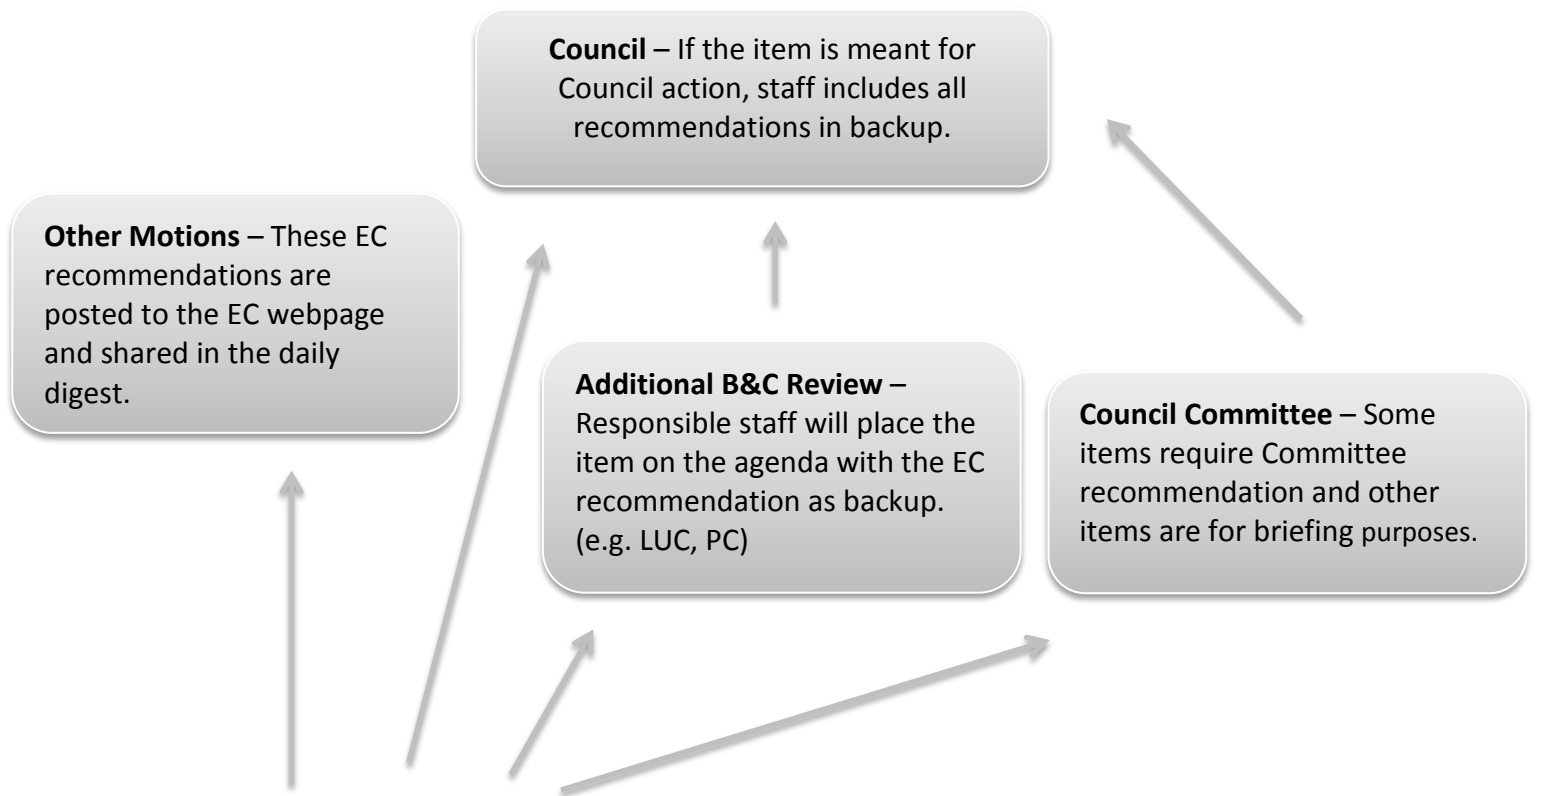 Council – If the item is meant for
Council action, staff includes all
recommendations in backup.
Other Motions – These EC
recommendations are
posted to the EC webpage
and shared in the daily
digest.
Additional B&C Review –
Responsible staff will place the
item on the agenda with the EC
recommendation as backup.
(e.g. LUC, PC)
Council Committee – Some
items require Committee
recommendation and other
items are for briefing purposes.